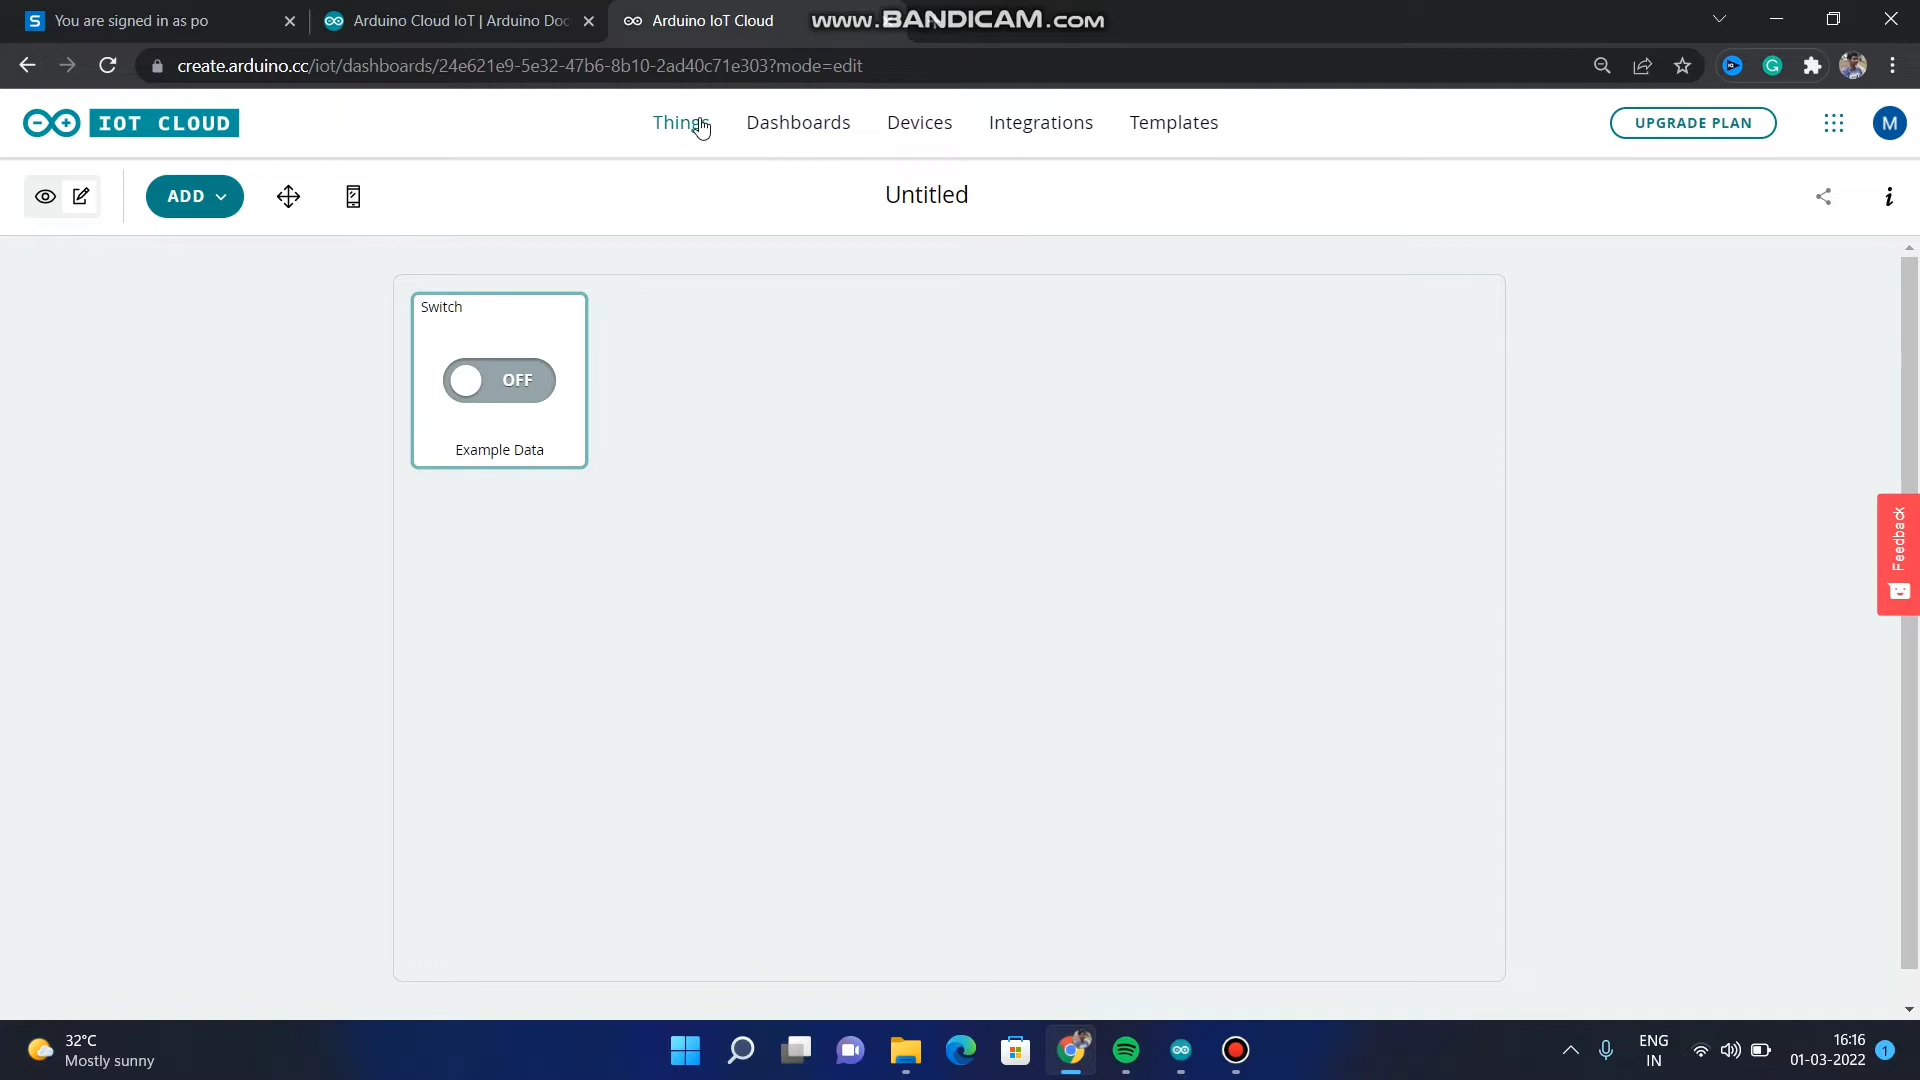 You are signed in as po
Arduino Cloud IoT | Arduino Doc
Arduino IoT Cloud
www.BANDICAM.com
create.arduino.cc/iot/dashboards/24e621e9-5e32-47b6-8b10-2ad40c71e303?mode=edit
IOT CLOUD
Things
Dashboards
Devices
Integrations
Templates
UPGRADE PLAN
M
ADD
Untitled
Switch
OFF
Example Data
Feedback
32°C
Mostly sunny
ENG
IN
16:16
01-03-2022
1